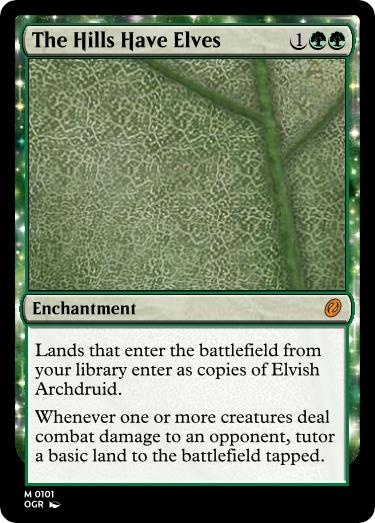 The Hills Have Elves 1
Enchantment
Lands that enter the battlefield from
your library enter as copies of Elvish
Archdruid.
Whenever one or more creatures deal
combat damage to an opponent, tutor
a basic land to the battlefield tapped.
M 0101
OGR